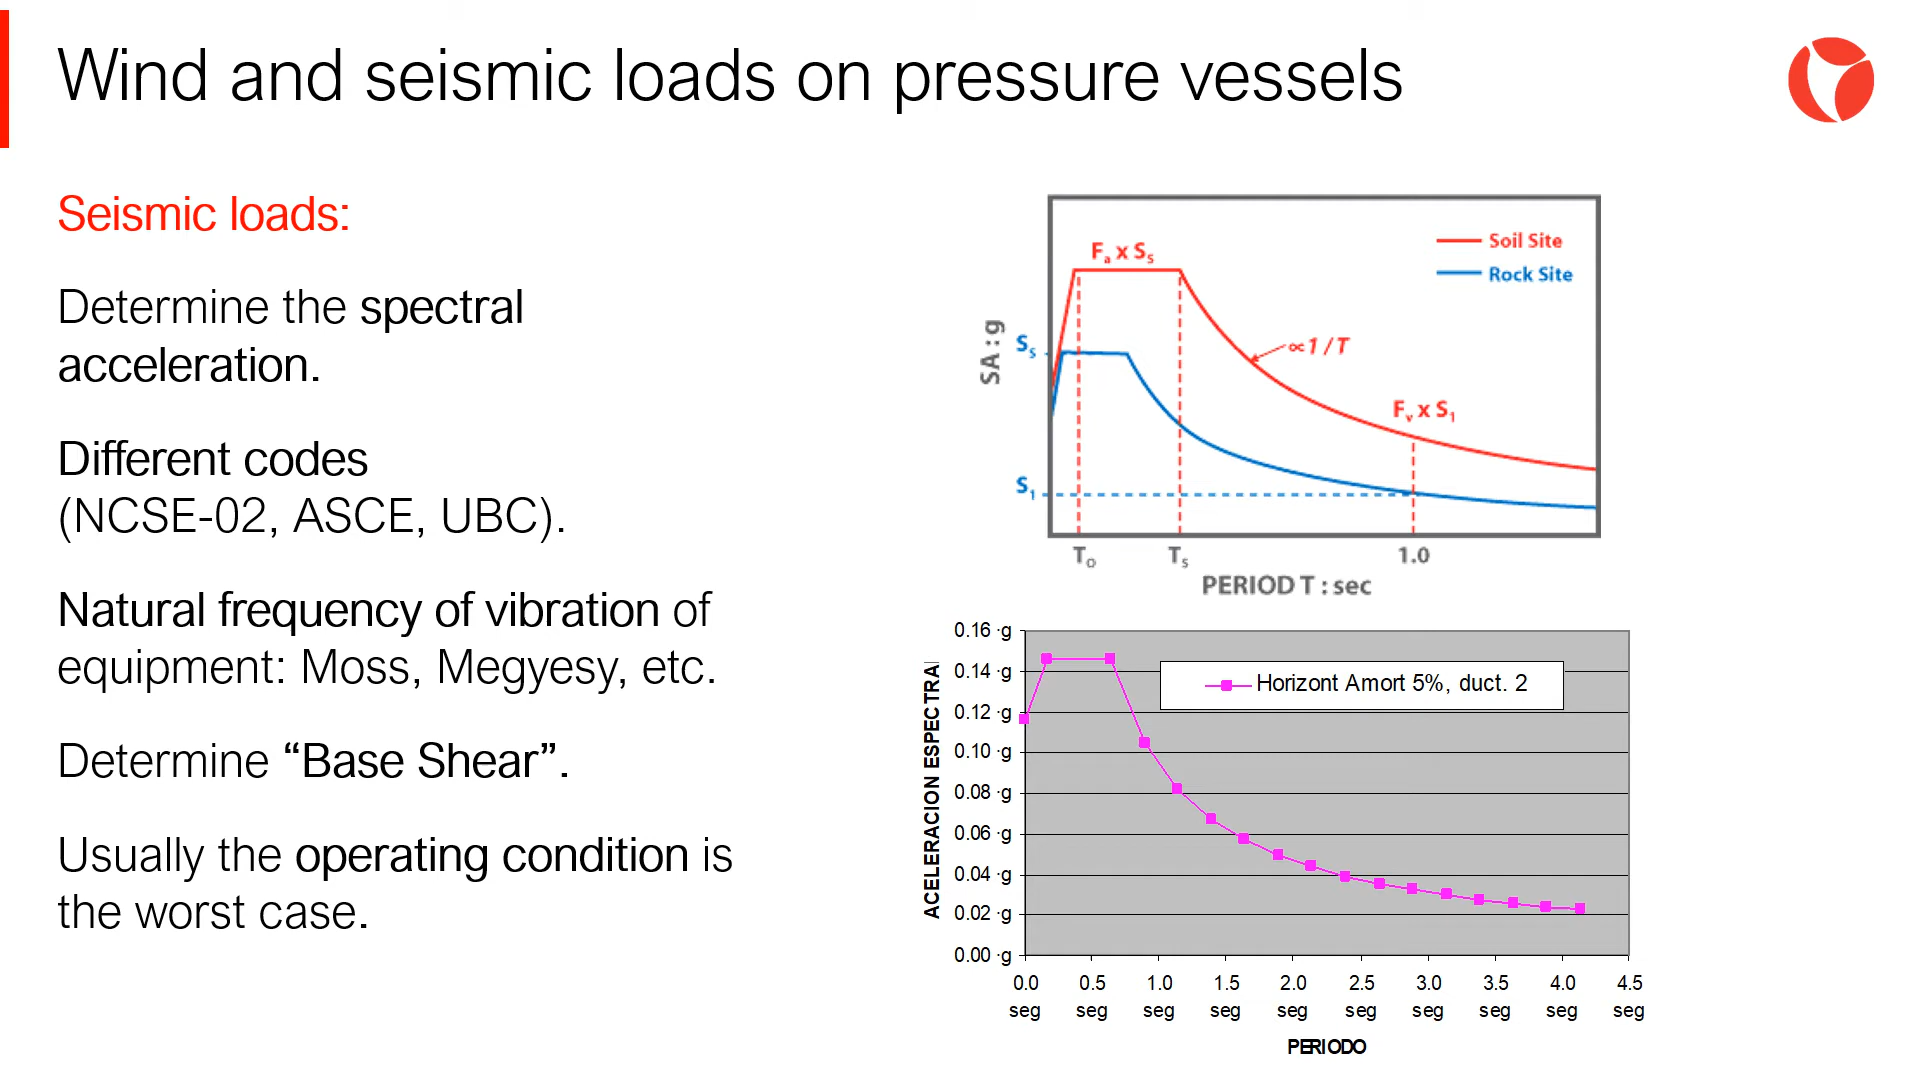 Wind and seismic loads on pressure vessels
Seismic loads:
Determine the spectral
acceleration.
Different codes
(NCSE-02, ASCE, UBC).
Natural frequency of vibration of
equipment: Moss, Megyesy, etc.
Determine “Base Shear”.
Usually the operating condition is
the worst case.
Soil Site
Rock Site
Fa x SS
∝1/T
Fv x S1
SA : g
SS
S1
TO
TS
1.0
PERIOD T : sec
ACELERACION ESPECTRAL
0.16 ·g
0.14 ·g
0.12 ·g
0.10 ·g
0.08 ·g
0.06 ·g
0.04 ·g
0.02 ·g
0.00 ·g
Horizont Amort 5%, duct. 2
0.0 0.5 1.0 1.5 2.0 2.5 3.0 3.5 4.0 4.5
seg seg seg seg seg seg seg seg seg seg
PERIODO